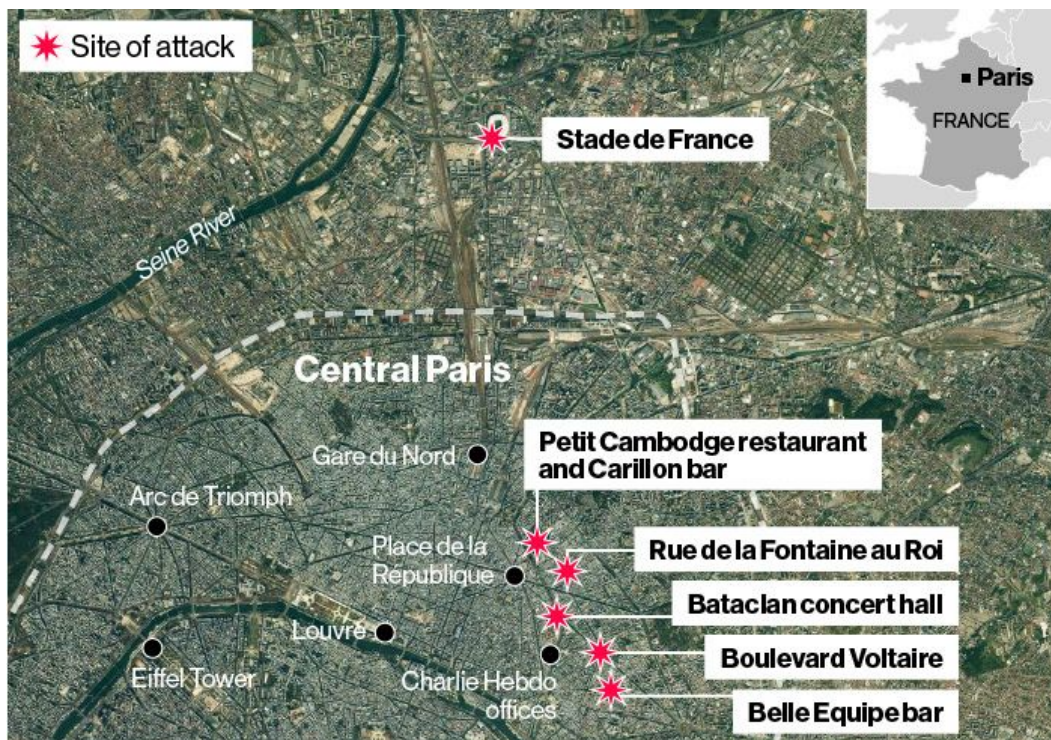 Site of attack
Paris
FRANCE
Stade de France
Seine River
Central Paris
Petit Cambodge restaurant
and Carillon bar
Gare du Nord
Arc de Triomph
Place de la
République
Rue de la Fontaine au Roi
Bataclan concert hall
Louvre
Boulevard Voltaire
Eiffel Tower
Charlie Hebdo
offices
Belle Equipe bar